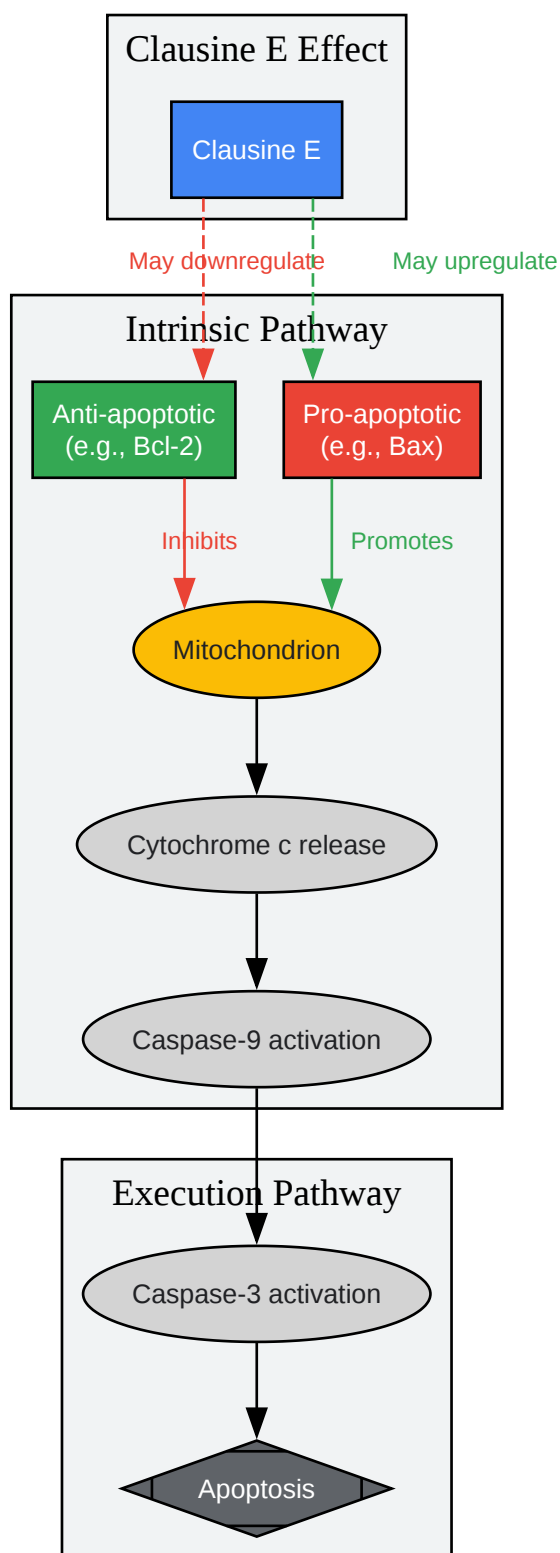 Clausine E Effect
Clausine E
May downregulate
May upregulate
Intrinsic Pathway
Anti-apoptotic
(e.g., Bcl-2)
Pro-apoptotic
(e.g., Bax)
Inhibits
Promotes
Mitochondrion
Cytochrome c release
Caspase-9 activation
Execution Pathway
Caspase-3 activation
Apoptosis